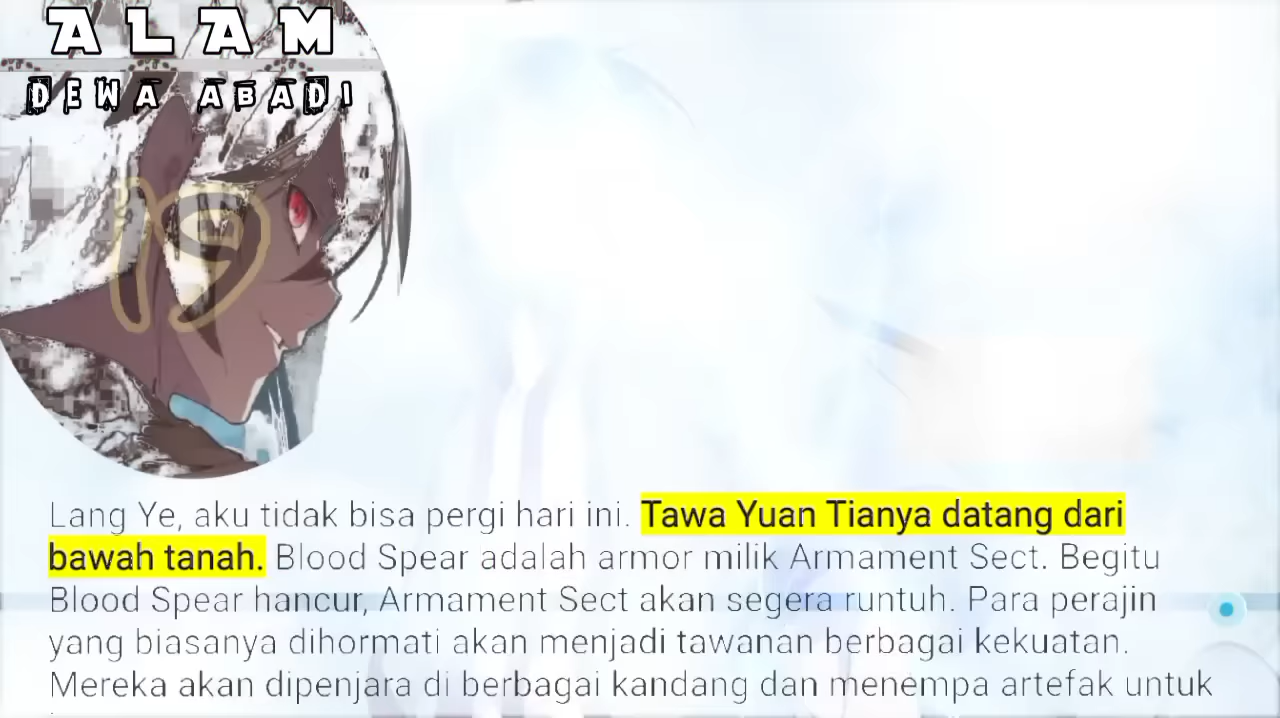 ALAM
DEWA ABADI
Lang Ye, aku tidak bisa pergi hari ini. Tawa Yuan Tianya datang dari
bawah tanah. Blood Spear adalah armor milik Armament Sect. Begitu
Blood Spear hancur, Armament Sect akan segera runtuh. Para perajin
yang biasanya dihormati akan menjadi tawanan berbagai kekuatan.
Mereka akan dipenjara di berbagai kandang dan menempa artefak untuk